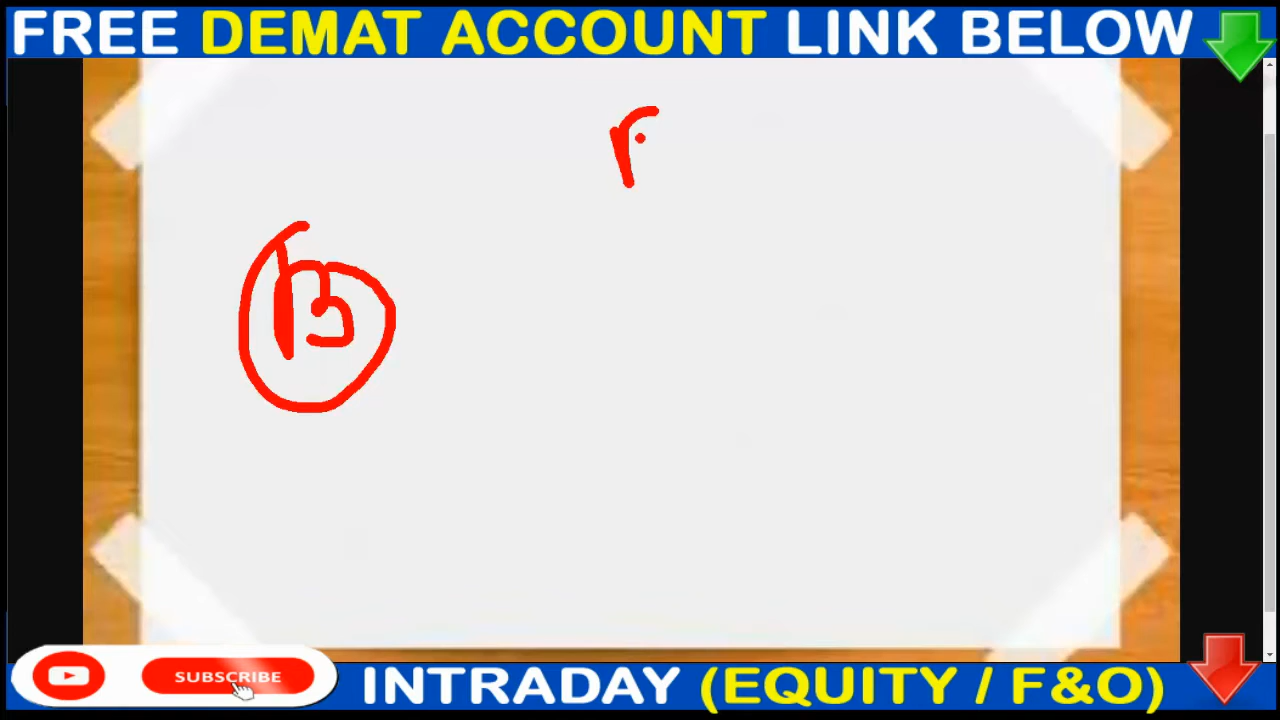 FREE DEMAT ACCOUNT LINK BELOW
B
SUBSCRIBE
INTRADAY (EQUITY / F&O)